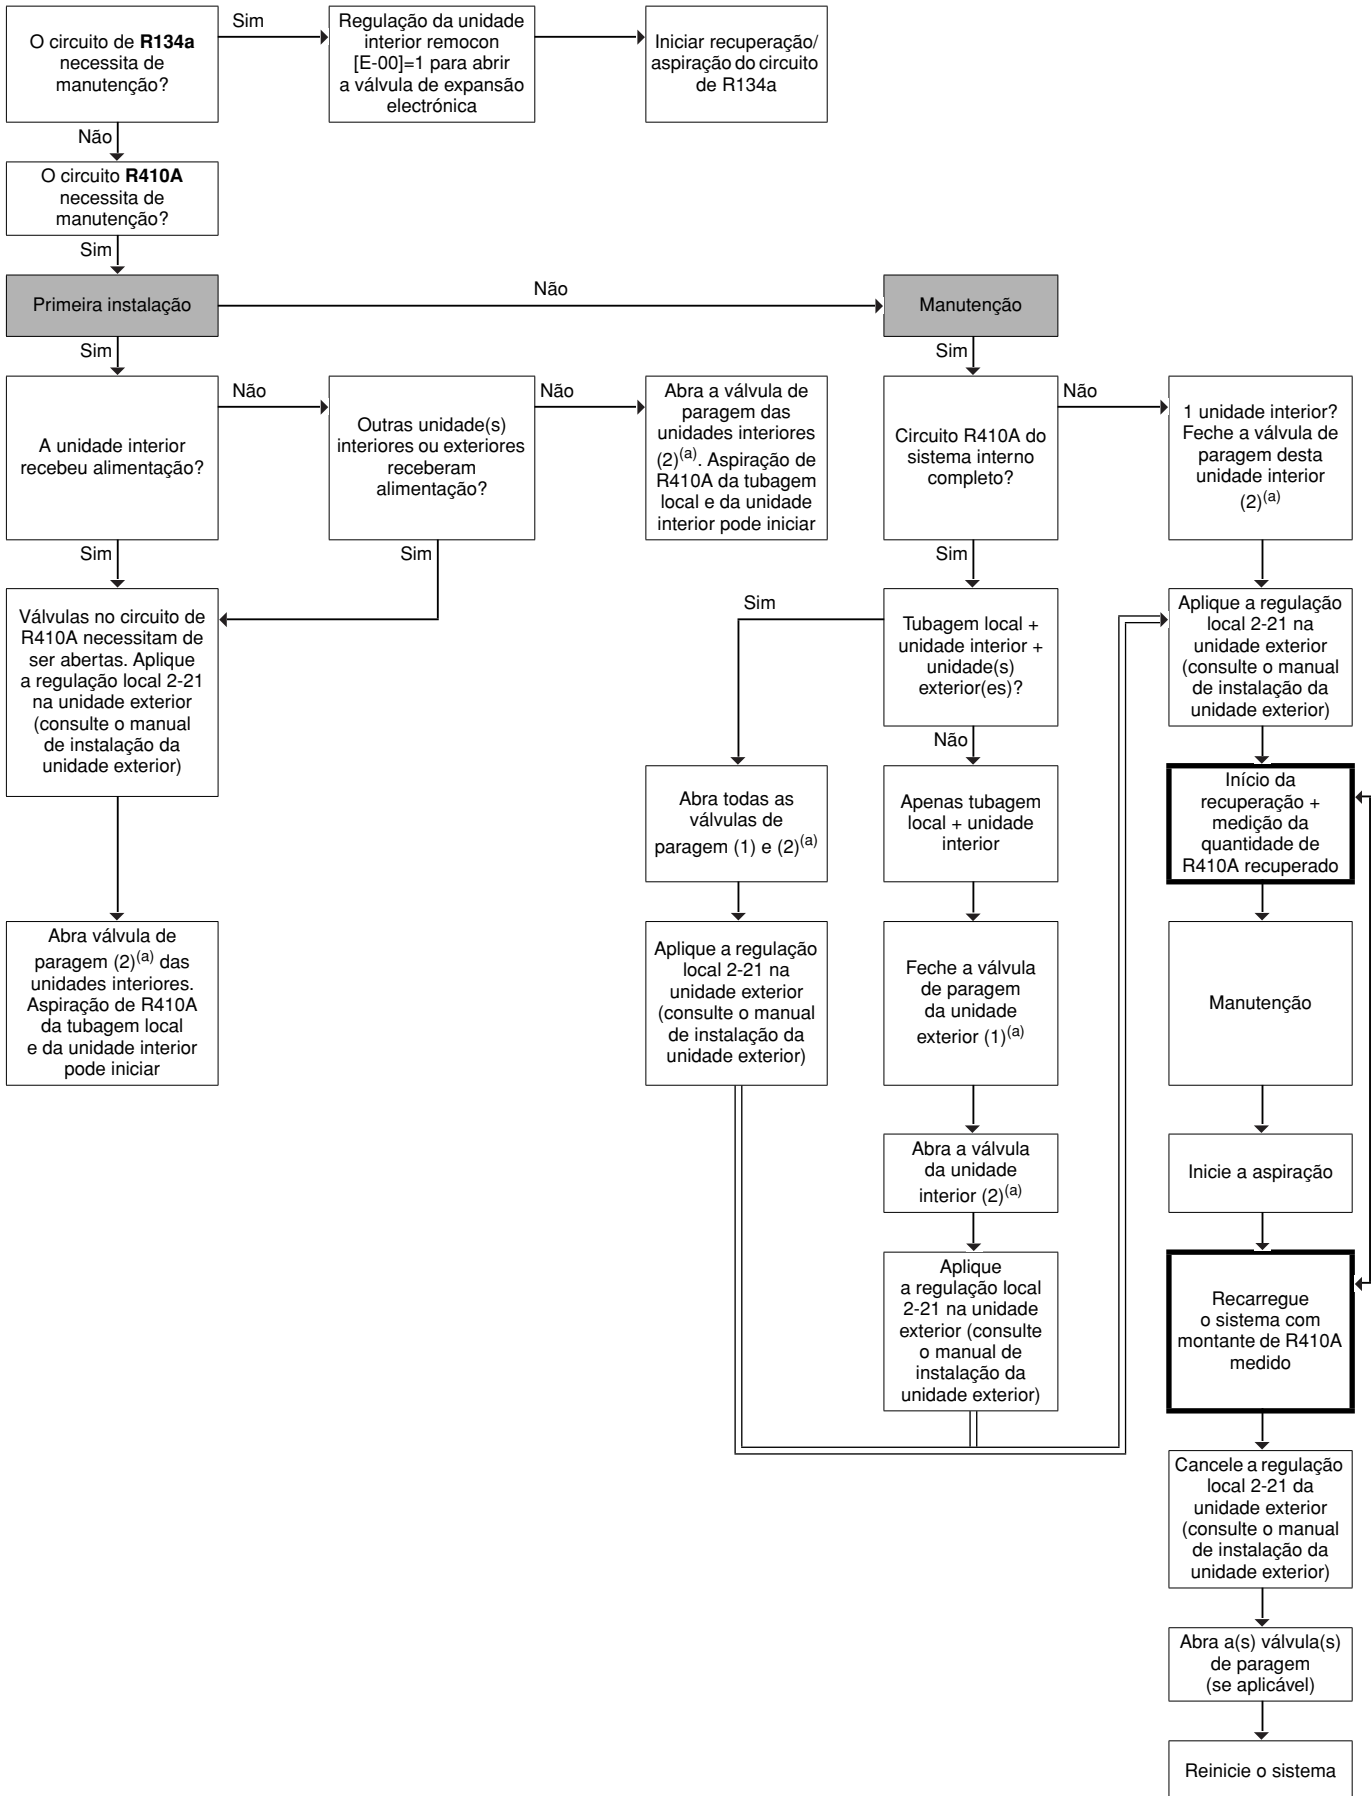 O circuito de R134a
necessita de
manutenção?
Sim
Regulação da unidade
interior remocon
[E-00]=1 para abrir
a válvula de expansão
electrónica
Iniciar recuperação/
aspiração do circuito
de R134a
Não
O circuito R410A
necessita de
manutenção?
Sim
Primeira instalação
Não
Manutenção
Sim
Sim
A unidade interior
recebeu alimentação?
Não
Outras unidade(s)
interiores ou exteriores
receberam
alimentação?
Não
Abra a válvula de
paragem das
unidades interiores
(2)(a). Aspiração de
R410A da tubagem
local e da unidade
interior pode iniciar
Circuito R410A do
sistema interno
completo?
Não
1 unidade interior?
Feche a válvula de
paragem desta
unidade interior
(2)(a)
Sim
Sim
Sim
Válvulas no circuito de
R410A necessitam de
ser abertas. Aplique
a regulação local 2-21
na unidade exterior
(consulte o manual
de instalação da
unidade exterior)
Sim
Tubagem local +
unidade interior +
unidade(s)
exterior(es)?
Aplique a regulação
local 2-21 na
unidade exterior
(consulte o manual
de instalação da
unidade exterior)
Não
Abra todas as
válvulas de
paragem (1) e (2)(a)
Apenas tubagem
local + unidade
interior
Início da
recuperação +
medição da
quantidade de
R410A recuperado
Abra válvula de
paragem (2)(a) das
unidades interiores.
Aspiração de R410A
da tubagem local
e da unidade interior
pode iniciar
Aplique a regulação
local 2-21 na
unidade exterior
(consulte o manual
de instalação da
unidade exterior)
Feche a válvula
de paragem
da unidade
exterior (1)(a)
Manutenção
Abra a válvula
da unidade
interior (2)(a)
Inicie a aspiração
Aplique
a regulação local
2-21 na unidade
exterior (consulte
o manual de
instalação da
unidade exterior)
Recarregue
o sistema com
montante de R410A
medido
Cancele a regulação
local 2-21 da
unidade exterior
(consulte o manual
de instalação da
unidade exterior)
Abra a(s) válvula(s)
de paragem
(se aplicável)
Reinicie o sistema